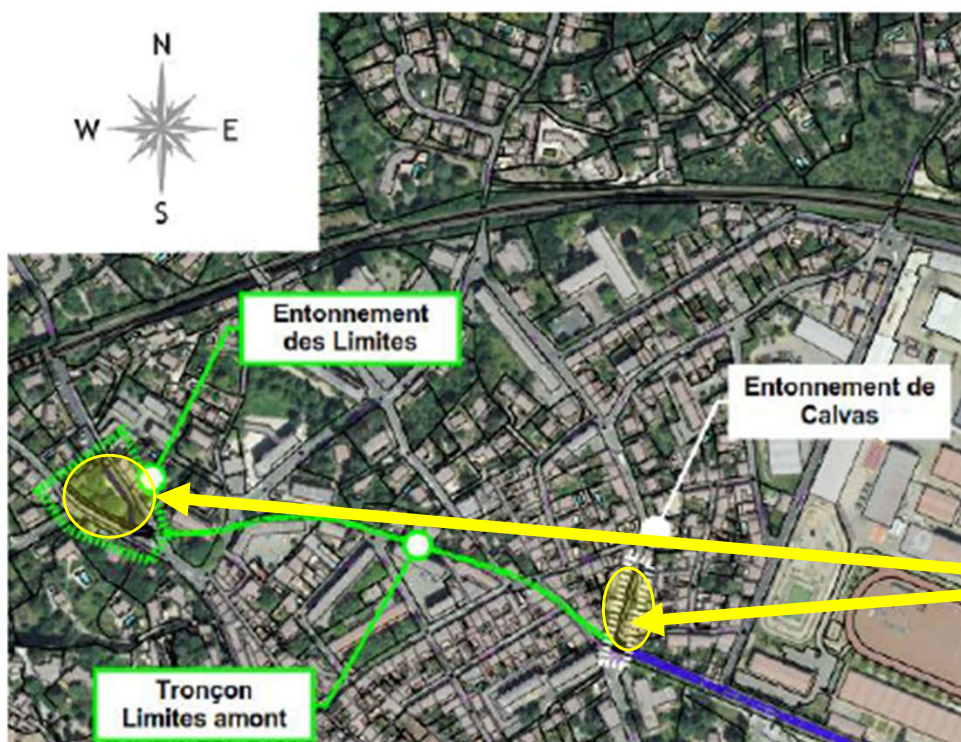 N
W E
S
Entonnement
des Limites
Entonnement de
Calvas
Tronçon
Limites amont